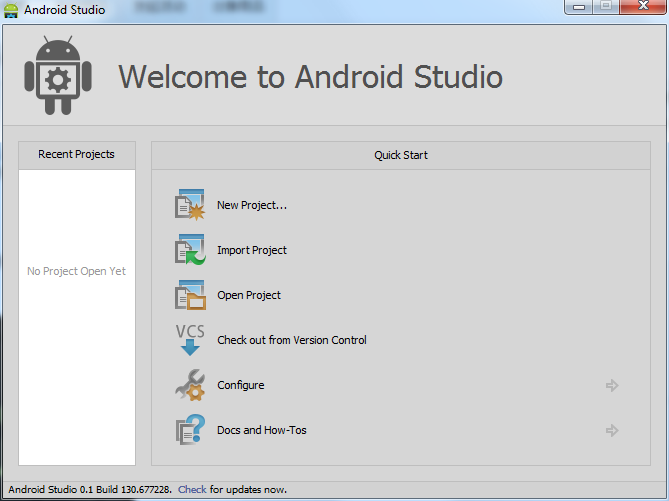 Android Studio
Welcome to Android Studio
Recent Projects
No Project Open Yet
Quick Start
New Project...
Import Project
Open Project
VCS
Check out from Version Control
Configure
?
Docs and How-Tos
Android Studio 0.1 Build 130.677228. Check for updates now.